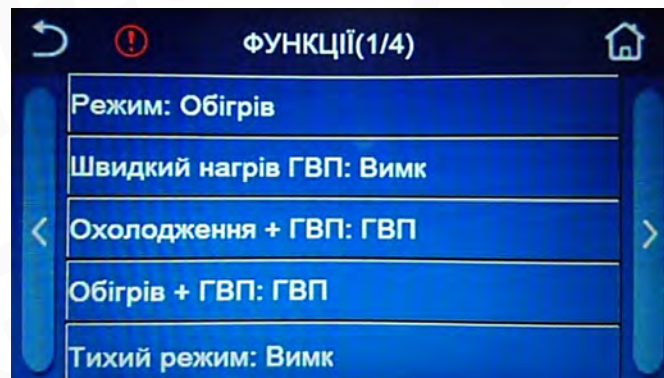 ФУНКЦІЇ(1/4)
Режим: Обігрів
Швидкий нагрів ГВП: Вимк
Охолодження + ГВП: ГВП
Обігрів + ГВП: ГВП
Тихий режим: Вимк